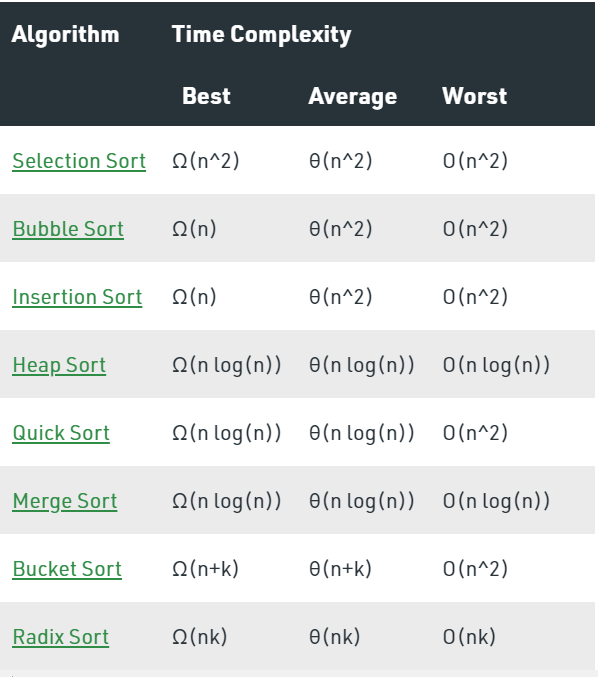 Algorithm Time Complexity
Best Average Worst
Selection Sort Ω(n^2) θ(n^2) O(n^2)
Bubble Sort Ω(n) θ(n^2) O(n^2)
Insertion Sort Ω(n) θ(n^2) O(n^2)
Heap Sort Ω(n log(n)) θ(n log(n)) O(n log(n))
Quick Sort Ω(n log(n)) θ(n log(n)) O(n^2)
Merge Sort Ω(n log(n)) θ(n log(n)) O(n log(n))
Bucket Sort Ω(n+k) θ(n+k) O(n^2)
Radix Sort Ω(nk) θ(nk) O(nk)